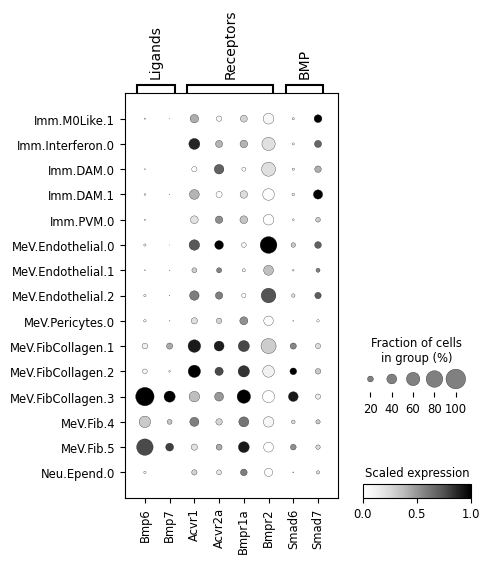 Ligands
Receptors
BMP
Imm.M0Like.1
Imm.Interferon.0
Imm.DAM.0
Imm.DAM.1
Imm.PVM.0
MeV.Endothelial.0
MeV.Endothelial.1
MeV.Endothelial.2
MeV.Pericytes.0
MeV.FibCollagen.1
MeV.FibCollagen.2
MeV.FibCollagen.3
MeV.Fib.4
MeV.Fib.5
Neu.Epend.0
Bmp6
Bmp7
Acvr1
Acvr2a
Bmpr1a
Bmpr2
Smad6
Smad7
Fraction of cells
in group (%)
20 40 60 80 100
Scaled expression
0.0 0.5 1.0